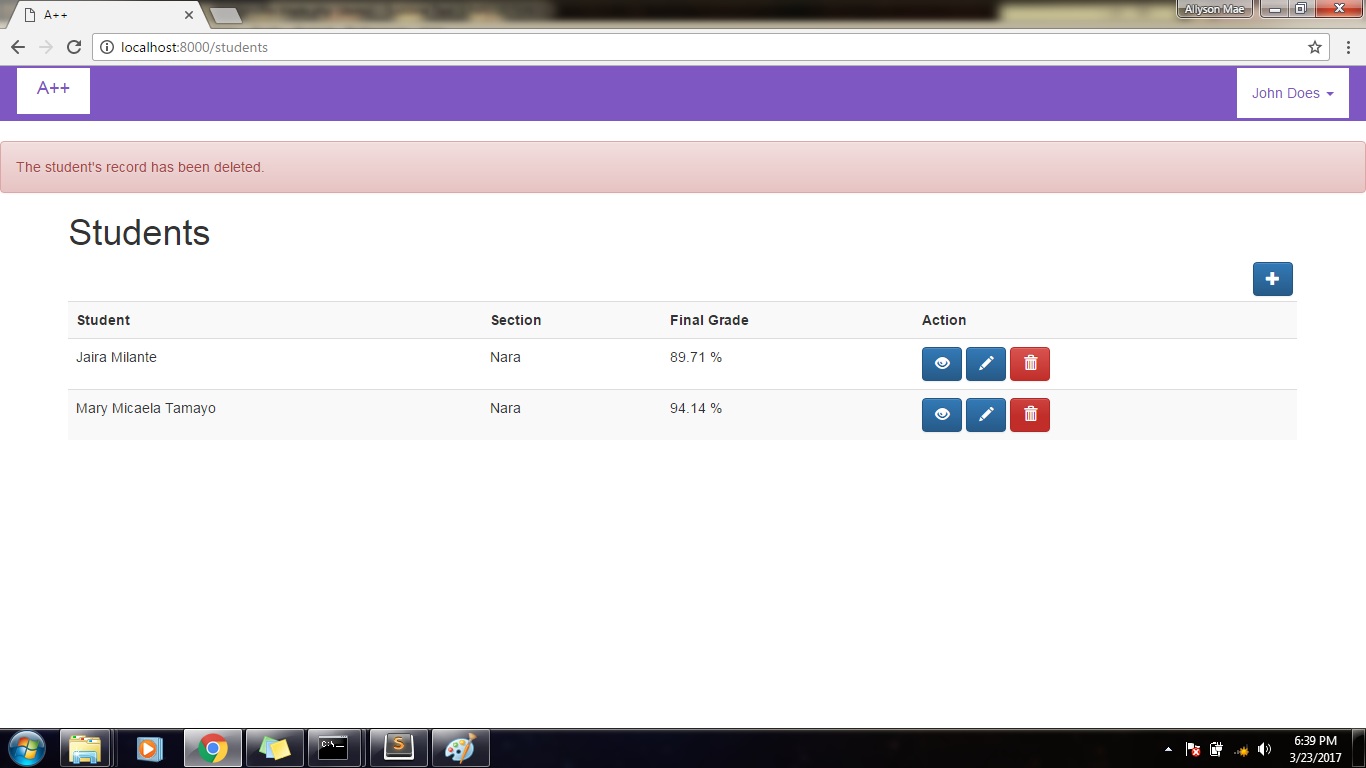 A++
Allyson Mae
localhost:8000/students
A++
John Does
The student's record has been deleted.
Students
Student Section Final Grade Action
Jaira Milante Nara 89.71 %
Mary Micaela Tamayo Nara 94.14 %
C:\_
S
6:39 PM
3/23/2017